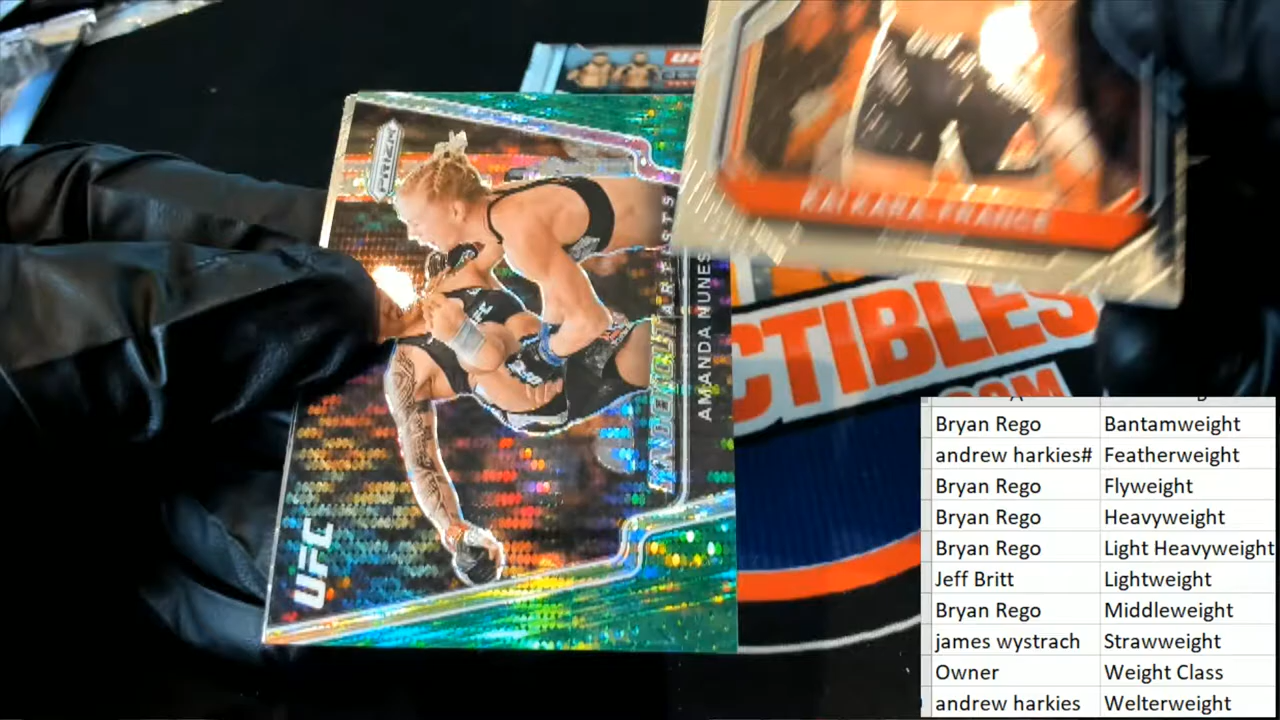 UF
PRIZM
KAI KARA-FRANCE
UFC
KNOCKOUT ARTISTS
AMANDA NUNES
UFC
CTIBLES
.COM
Bryan Rego Bantamweight
andrew harkies# Featherweight
Bryan Rego Flyweight
Bryan Rego Heavyweight
Bryan Rego Light Heavyweight
Jeff Britt Lightweight
Bryan Rego Middleweight
james wystrach Strawweight
Owner Weight Class
andrew harkies Welterweight